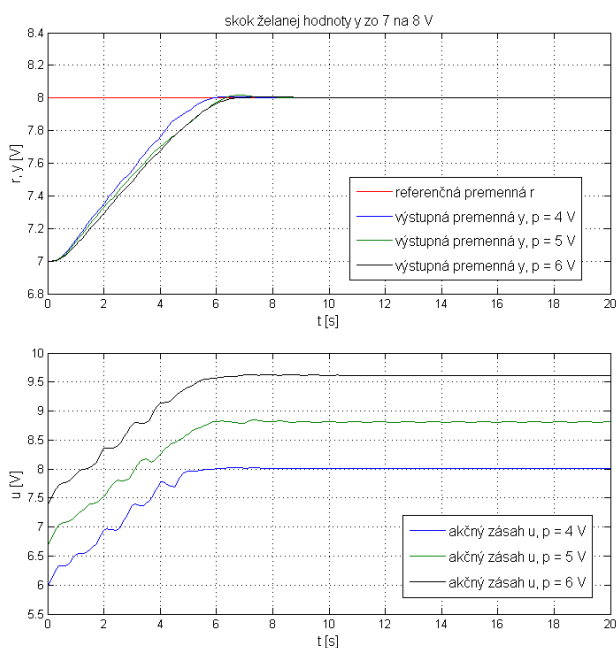 skok želanej hodnoty y zo 7 na 8 V
8.4
8.2
8
7.8
7.6
7.4
7.2
7
6.8
r, y [V]
referenčná premenná r
výstupná premenná y, p = 4 V
výstupná premenná y, p = 5 V
výstupná premenná y, p = 6 V
0 2 4 6 8 10 12 14 16 18 20
t [s]
10
9.5
9
8.5
8
7.5
7
6.5
6
5.5
u [V]
akčný zásah u, p = 4 V
akčný zásah u, p = 5 V
akčný zásah u, p = 6 V
0 2 4 6 8 10 12 14 16 18 20
t [s]